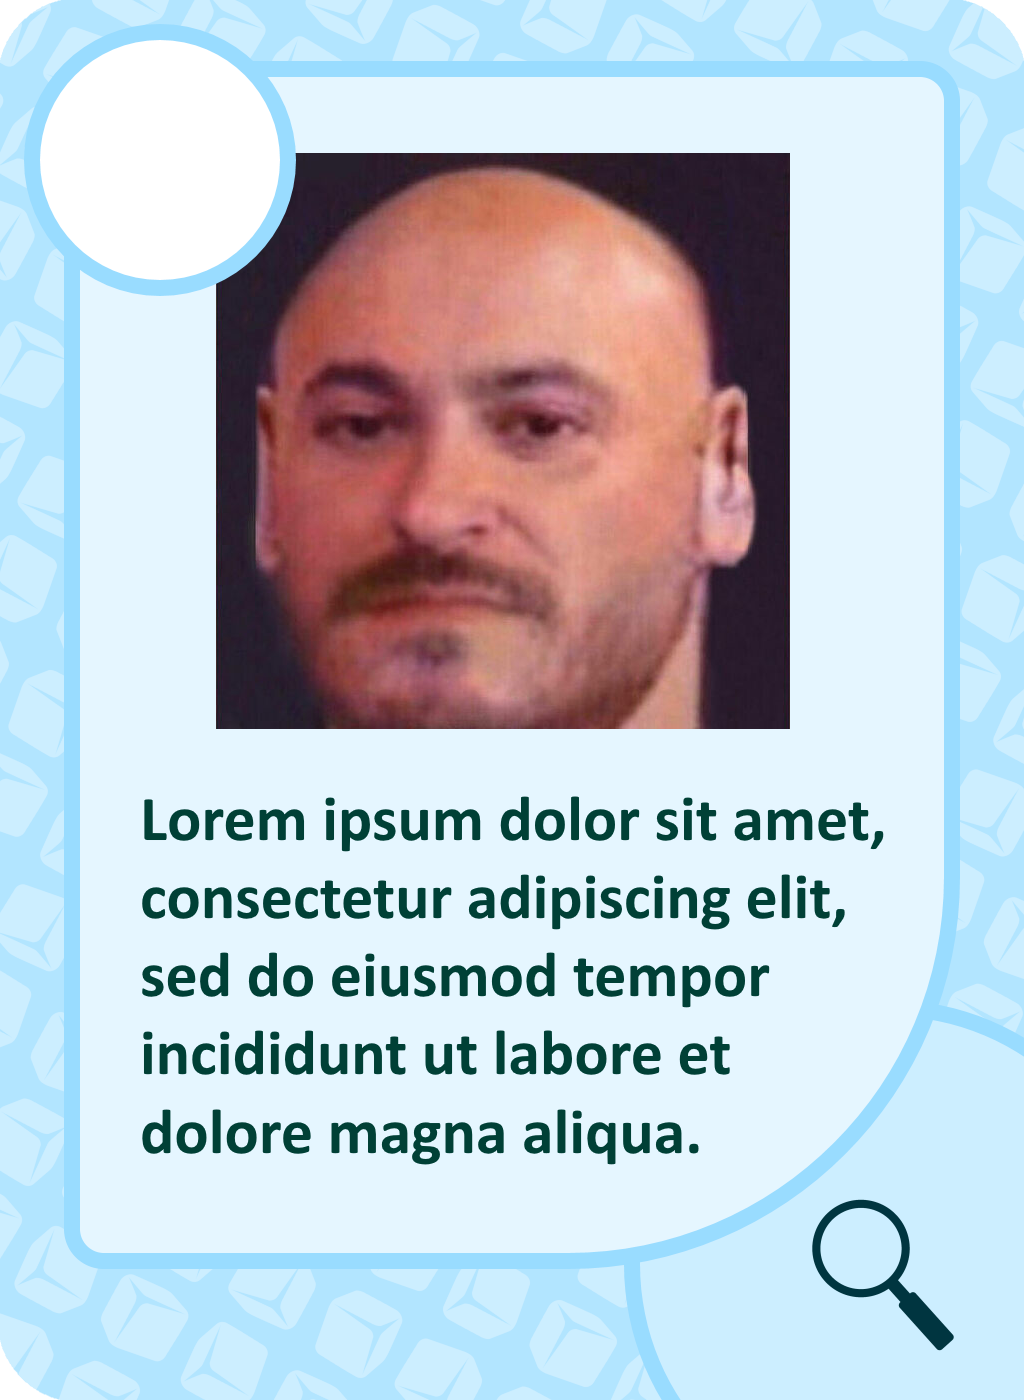 Lorem ipsum dolor sit amet,
consectetur adipiscing elit,
sed do eiusmod tempor
incididunt ut labore et
dolore magna aliqua.